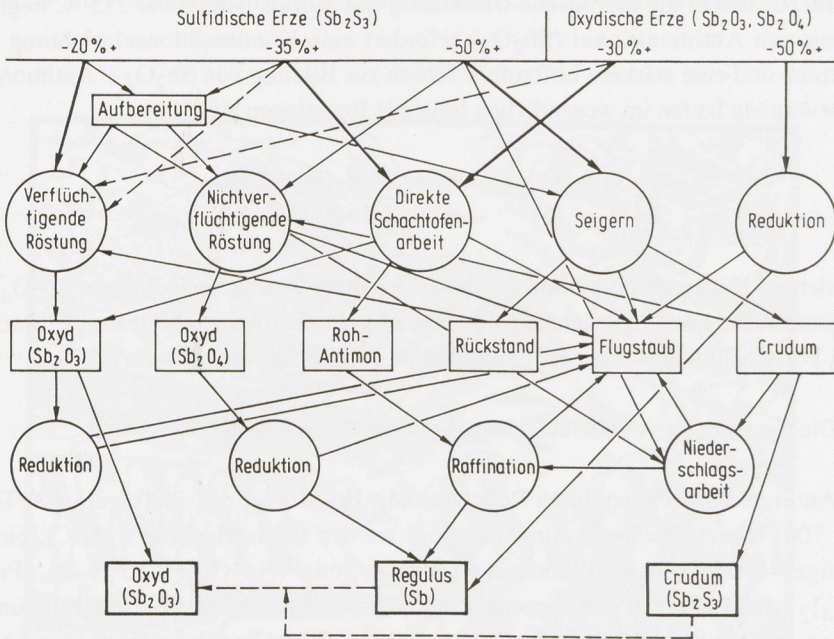 Sulfidische Erze (Sb2S3)
Oxydische Erze (Sb2O3, Sb2O4)
-20%+
-35%+
-50%+
-30%+
-50%+
Aufbereitung
Verflüch-
tigende
Röstung
Nichtver-
flüchtigende
Röstung
Direkte
Schachtofen-
arbeit
Seigern
Reduktion
Oxyd
(Sb2O3)
Oxyd
(Sb2O4)
Roh-
Antimon
Rückstand
Flugstaub
Crudum
Reduktion
Reduktion
Raffination
Nieder-
schlags-
arbeit
Oxyd
(Sb2O3)
Regulus
(Sb)
Crudum
(Sb2S3)